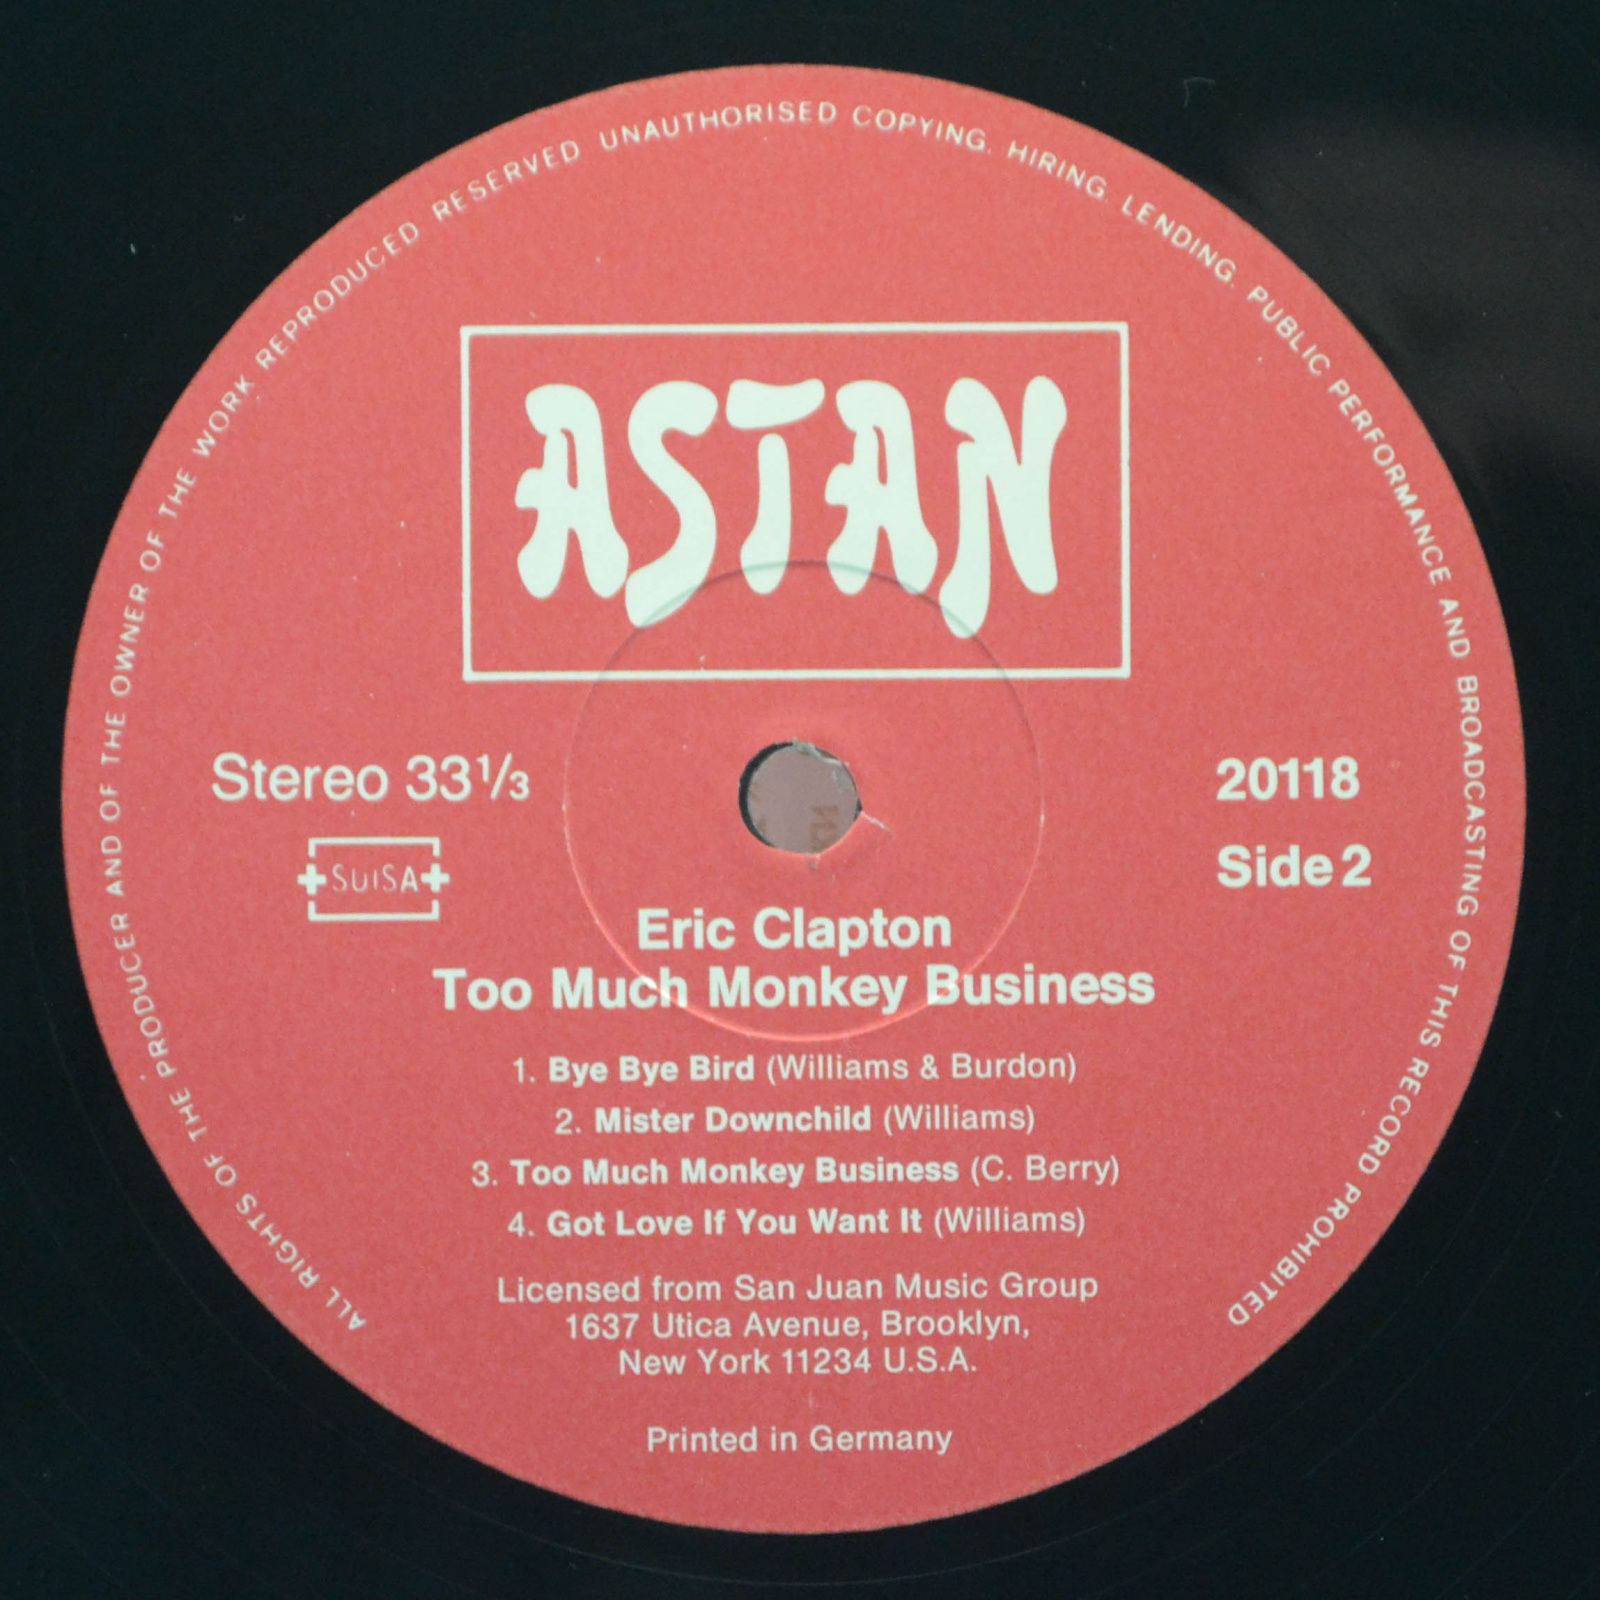 ALL RIGHTS OF THE PRODUCER AND OF THE OWNER OF THE WORK REPRODUCED RESERVED UNAUTHORISED COPYING. HIRING. LENDING. PUBLIC PERFORMANCE AND BROADCASTING OF THIS RECORD PROHIBITED
ASTAN
Stereo 33 1/3
20118
SUISA
Side 2
Eric Clapton
Too Much Monkey Business
1. Bye Bye Bird (Williams & Burdon)
2. Mister Downchild (Williams)
3. Too Much Monkey Business (C. Berry)
4. Got Love If You Want It (Williams)
Licensed from San Juan Music Group
1637 Utica Avenue, Brooklyn,
New York 11234 U.S.A.
Printed in Germany